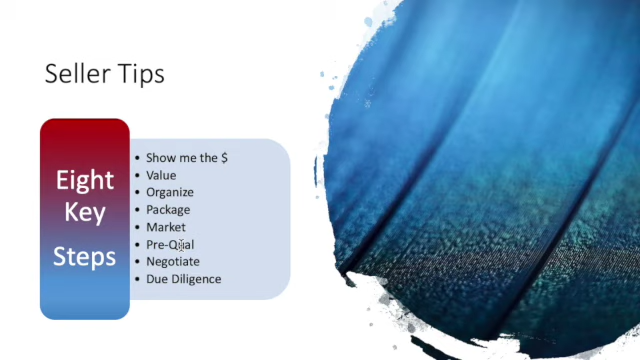 Seller Tips
Eight
Key
Steps
• Show me the $
• Value
• Organize
• Package
• Market
• Pre-Qual
• Negotiate
• Due Diligence